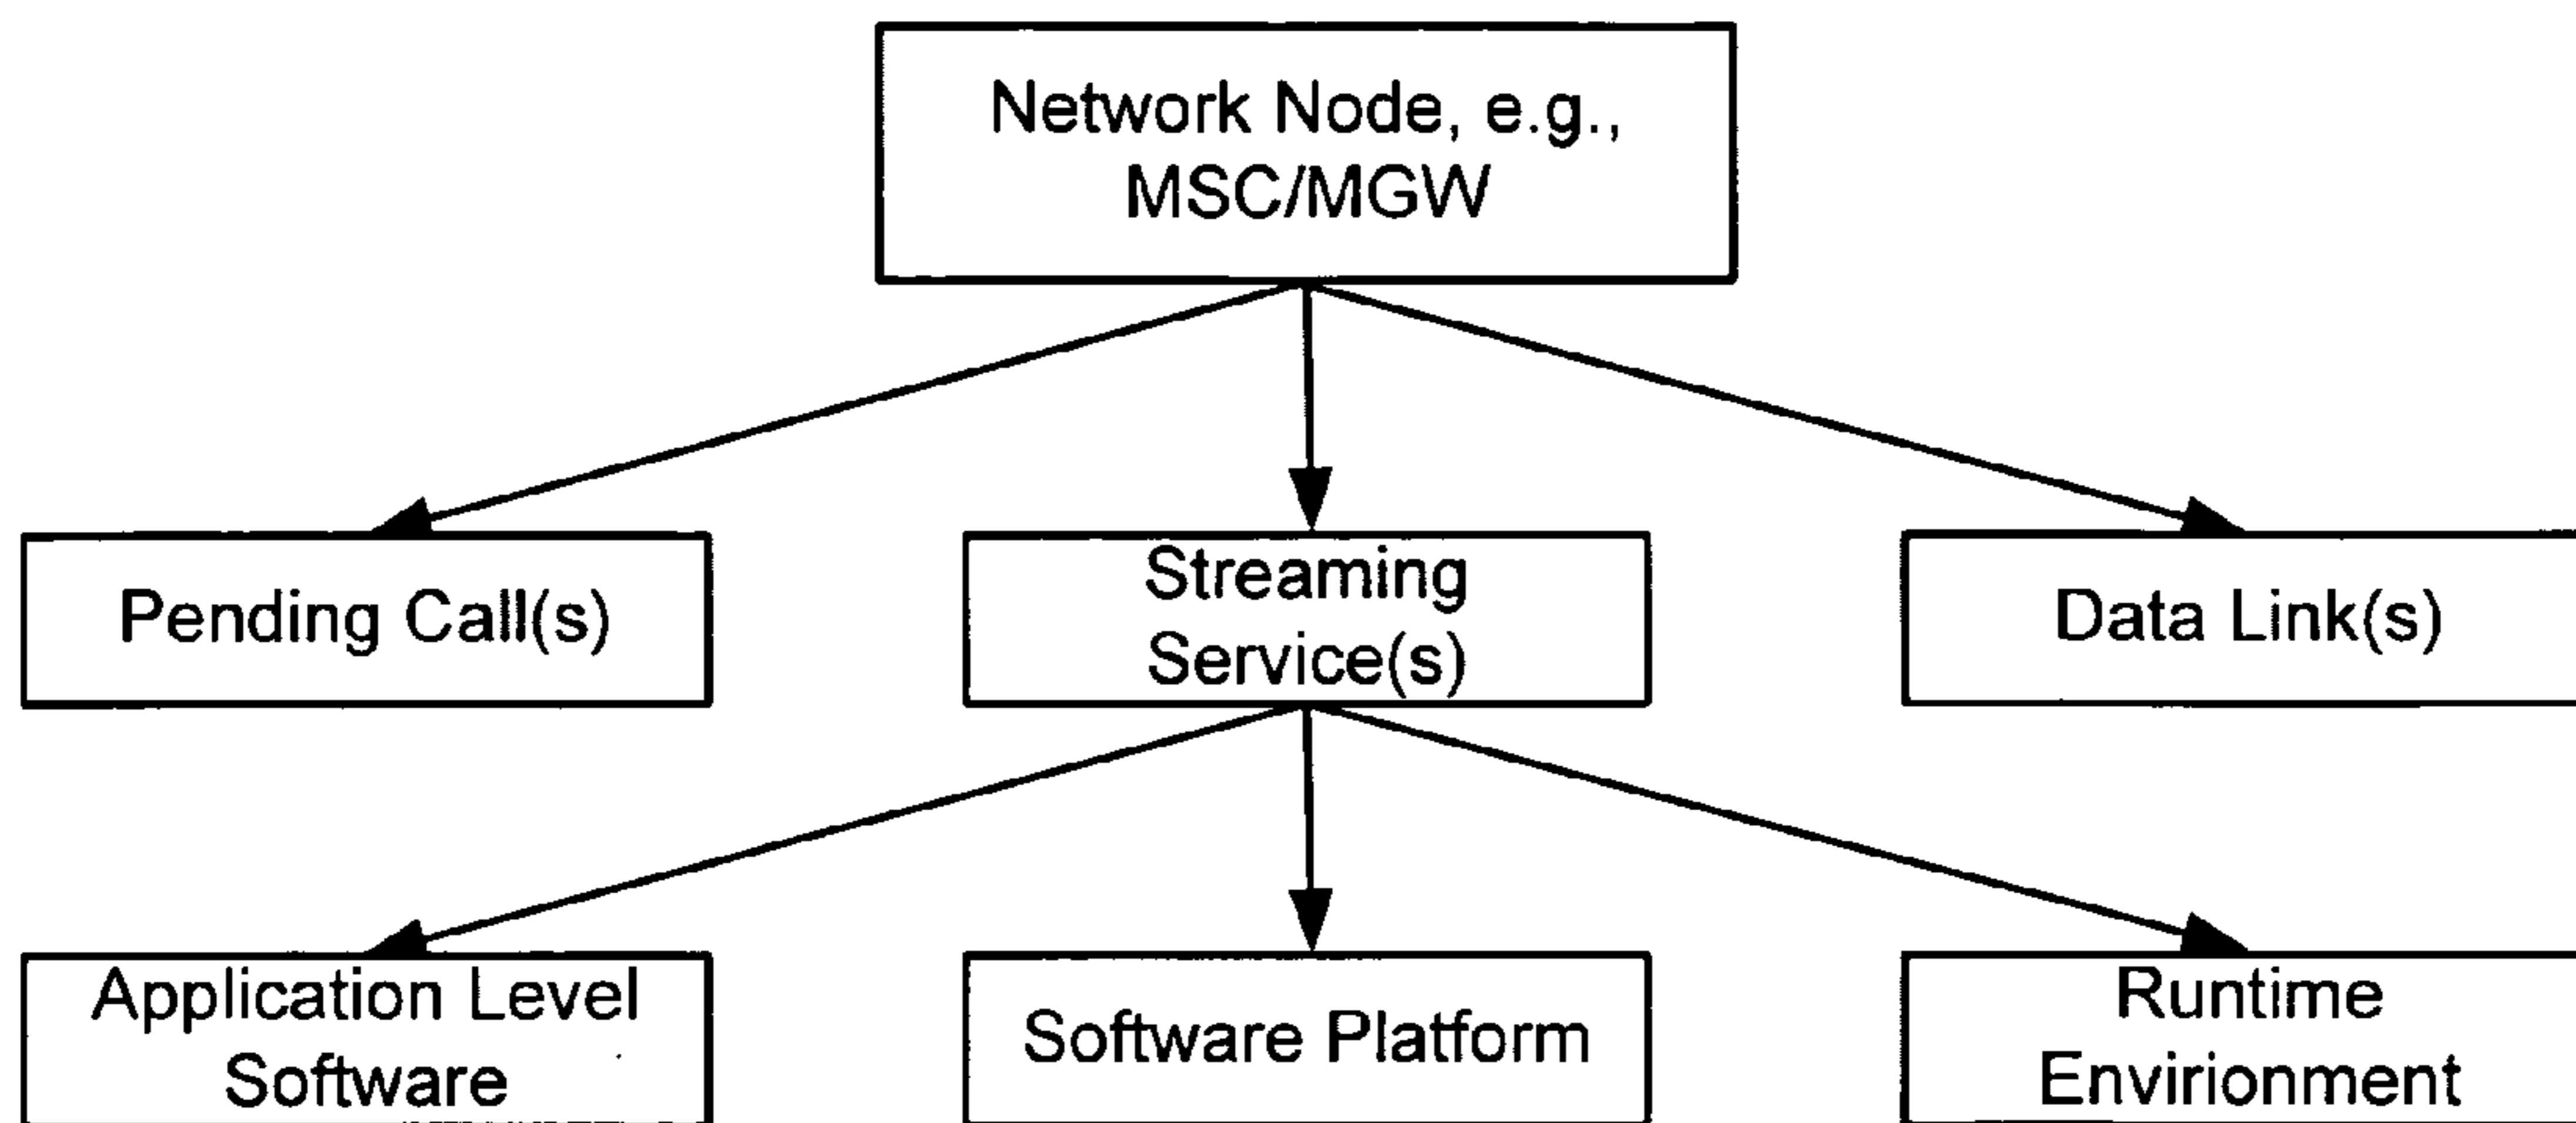 Network Node, e.g.,
MSC/MGW
Pending Call(s)
Streaming
Service(s)
Data Link(s)
Application Level
Software
Software Platform
Runtime
Envirionment